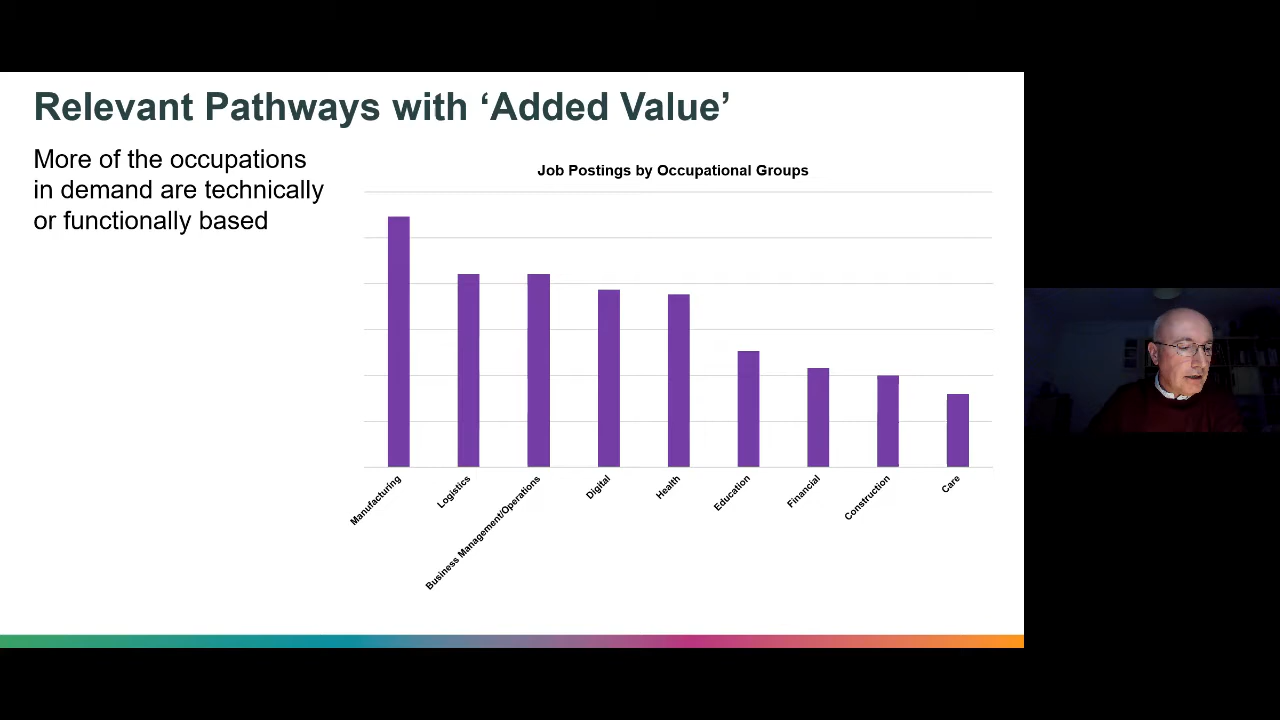 Relevant Pathways with ‘Added Value’
More of the occupations
in demand are technically
or functionally based
Job Postings by Occupational Groups
Manufacturing
Logistics
Business Management/Operations
Digital
Health
Education
Financial
Construction
Care